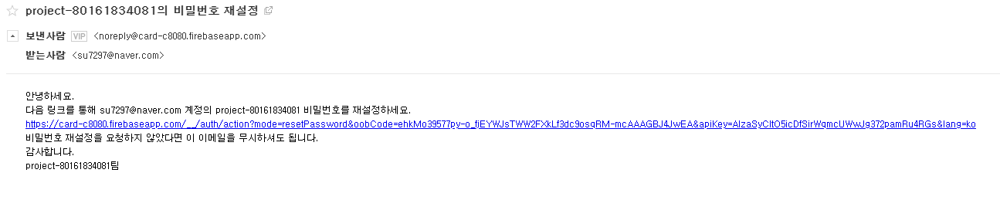 project-80161834081의 비밀번호 재설정
보낸사람 VIP <noreply@card-c8080.firebaseapp.com>
받는사람 <su7297@naver.com>
안녕하세요.
다음 링크를 통해 su7297@naver.com 계정의 project-80161834081 비밀번호를 재설정하세요.
https://card-c8080.firebaseapp.com/__/auth/action?mode=resetPassword&oobCode=ehkMo39577py-o_fjEYWJsTWW2FXkLf3dc9osqRM-mcAAAGBJ4JwEA&apiKey=AIzaSyCltO5icDfSirWqmcUWwJg372pamRu4RGs&lang=ko
비밀번호 재설정을 요청하지 않았다면 이 이메일을 무시하셔도 됩니다.
감사합니다.
project-80161834081팀